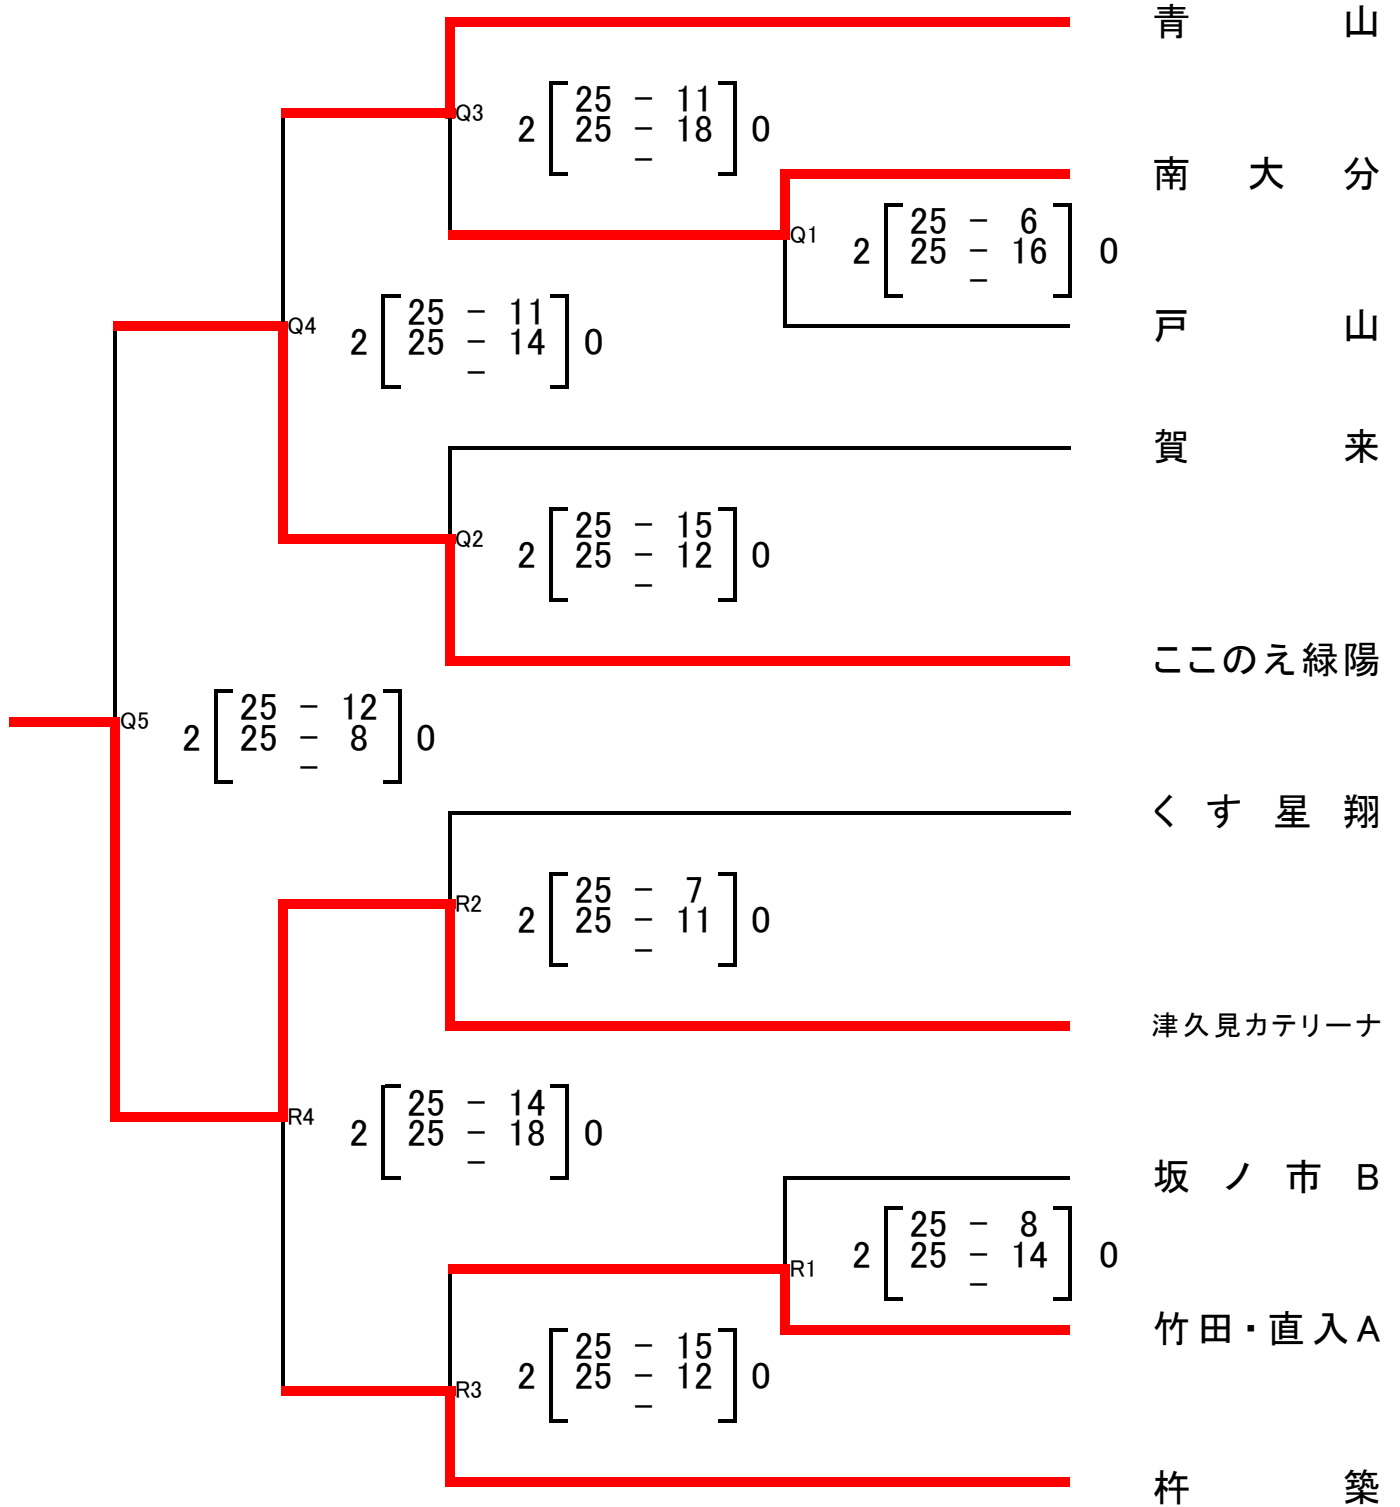 青山
Q3
2 [25 - 11] 0
25 - 18
-
南大分
Q1
2 [25 - 6] 0
25 - 16
-
戸山
Q4
2 [25 - 11] 0
25 - 14
-
賀来
Q2
2 [25 - 15] 0
25 - 12
-
ここのえ緑陽
Q5
2 [25 - 12] 0
25 - 8
-
くす星翔
R2
2 [25 - 7] 0
25 - 11
-
津久見カテリーナ
R4
2 [25 - 14] 0
25 - 18
-
坂ノ市B
R1
2 [25 - 8] 0
25 - 14
-
竹田・直入A
R3
2 [25 - 15] 0
25 - 12
-
杵築